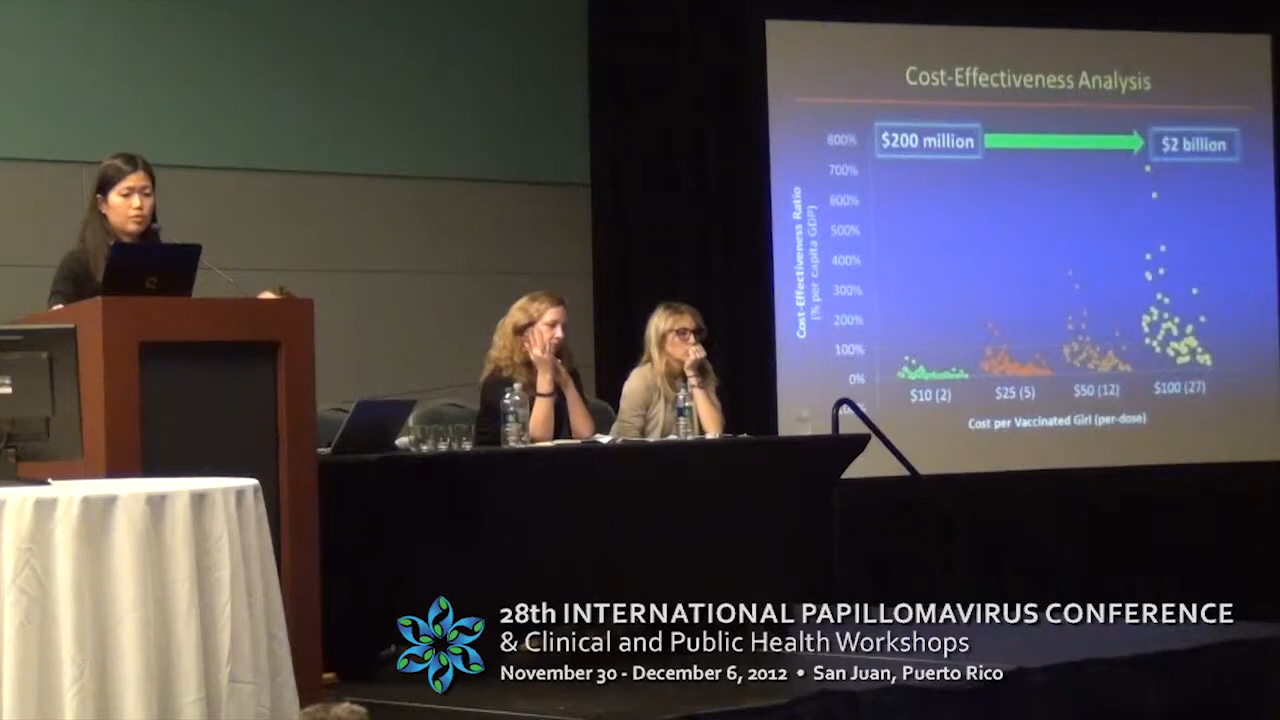 Cost-Effectiveness Analysis
$200 million
$2 billion
800%
700%
600%
500%
400%
300%
200%
100%
0%
Cost-Effectiveness Ratio
(% per capita GDP)
$10 (2)
$25 (5)
$50 (12)
$100 (27)
Cost per Vaccinated Girl (per-dose)
28th INTERNATIONAL PAPILLOMAVIRUS CONFERENCE
& Clinical and Public Health Workshops
November 30 - December 6, 2012 • San Juan, Puerto Rico